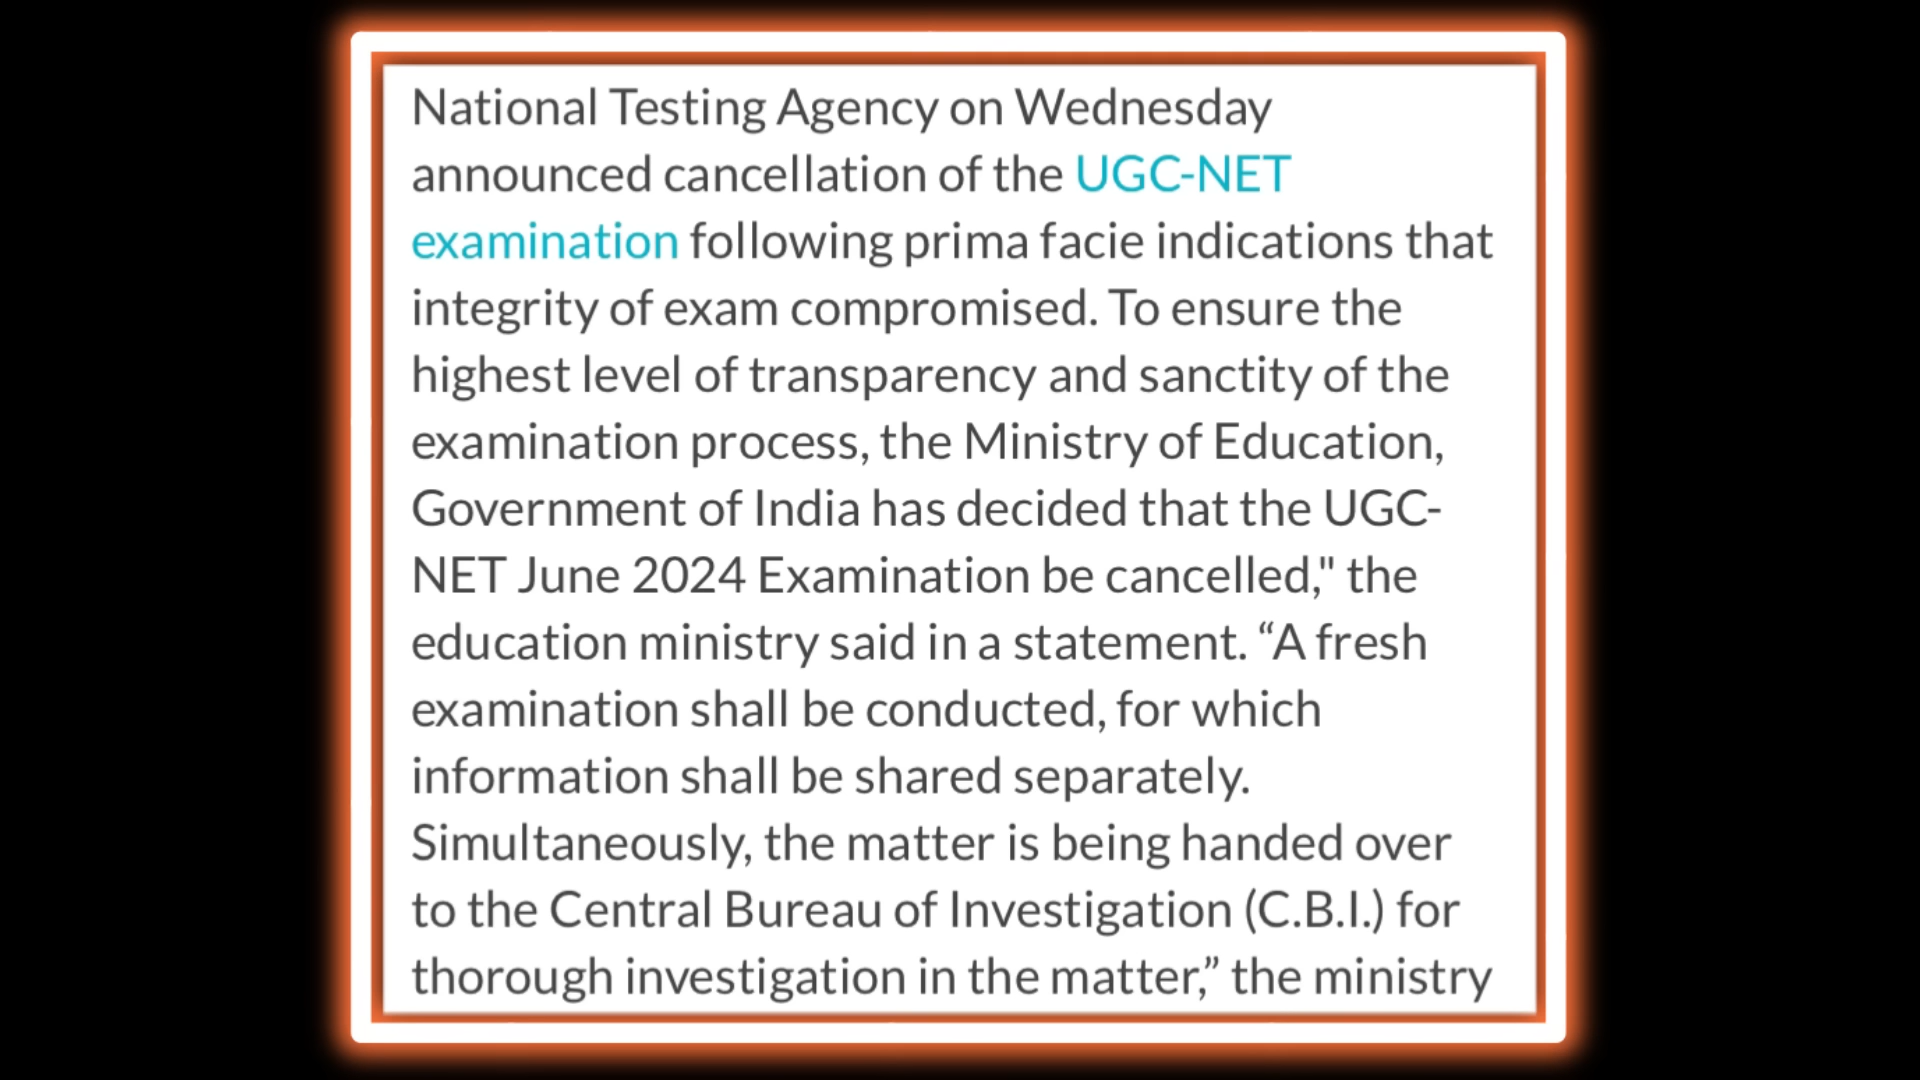 National Testing Agency on Wednesday
announced cancellation of the UGC-NET
examination following prima facie indications that
integrity of exam compromised. To ensure the
highest level of transparency and sanctity of the
examination process, the Ministry of Education,
Government of India has decided that the UGC-
NET June 2024 Examination be cancelled," the
education ministry said in a statement. “A fresh
examination shall be conducted, for which
information shall be shared separately.
Simultaneously, the matter is being handed over
to the Central Bureau of Investigation (C.B.I.) for
thorough investigation in the matter,” the ministry